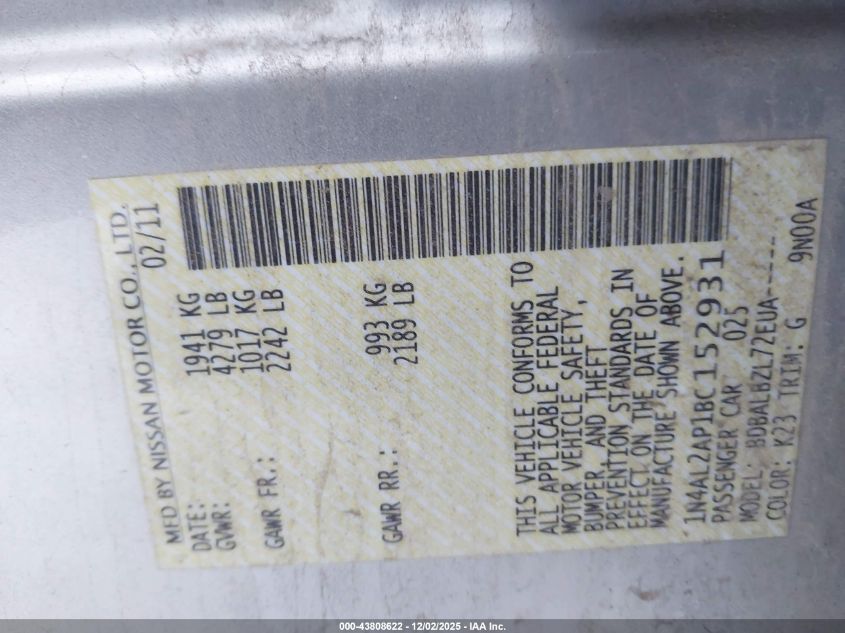 MFD BY NISSAN MOTOR CO., LTD.
DATE: 02/11
GVWR: 1941 KG
4279 LB
GAWR FR.: 1017 KG
2242 LB
GAWR RR.: 993 KG
2189 LB
THIS VEHICLE CONFORMS TO
ALL APPLICABLE FEDERAL
MOTOR VEHICLE SAFETY,
BUMPER, AND THEFT
PREVENTION STANDARDS IN
EFFECT ON THE DATE OF
MANUFACTURE SHOWN ABOVE.
1N4AL2AP1BC152931
PASSENGER CAR 025
MODEL: BDBALBZL72EUA-----
COLOR: K23 TRIM: G 9N00A
000-43808622 - 12/02/2025 - IAA Inc.